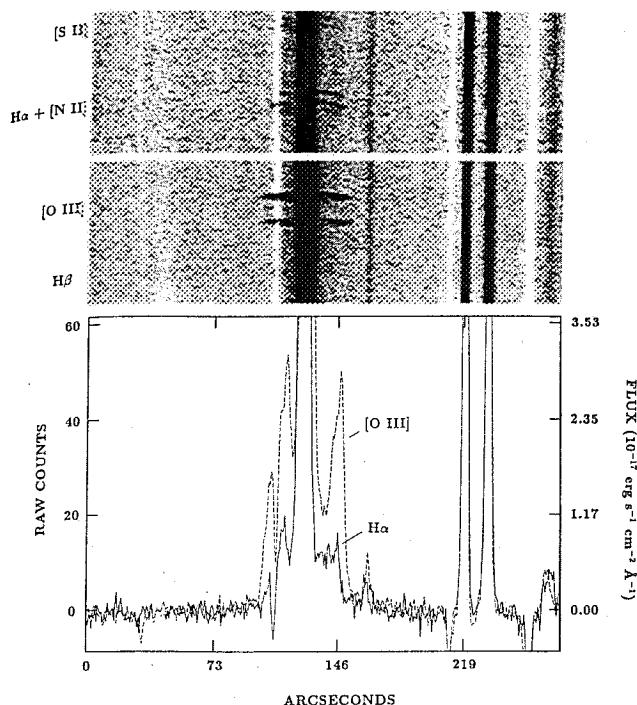 [S II]
Hα + [N II]
[O III]
Hβ
60
40
20
0
RAW COUNTS
[O III]
Hα
3.53
2.35
1.17
0.00
FLUX (10⁻¹⁷ erg s⁻¹ cm⁻² Å⁻¹)
0
73
146
219
ARCSECONDS